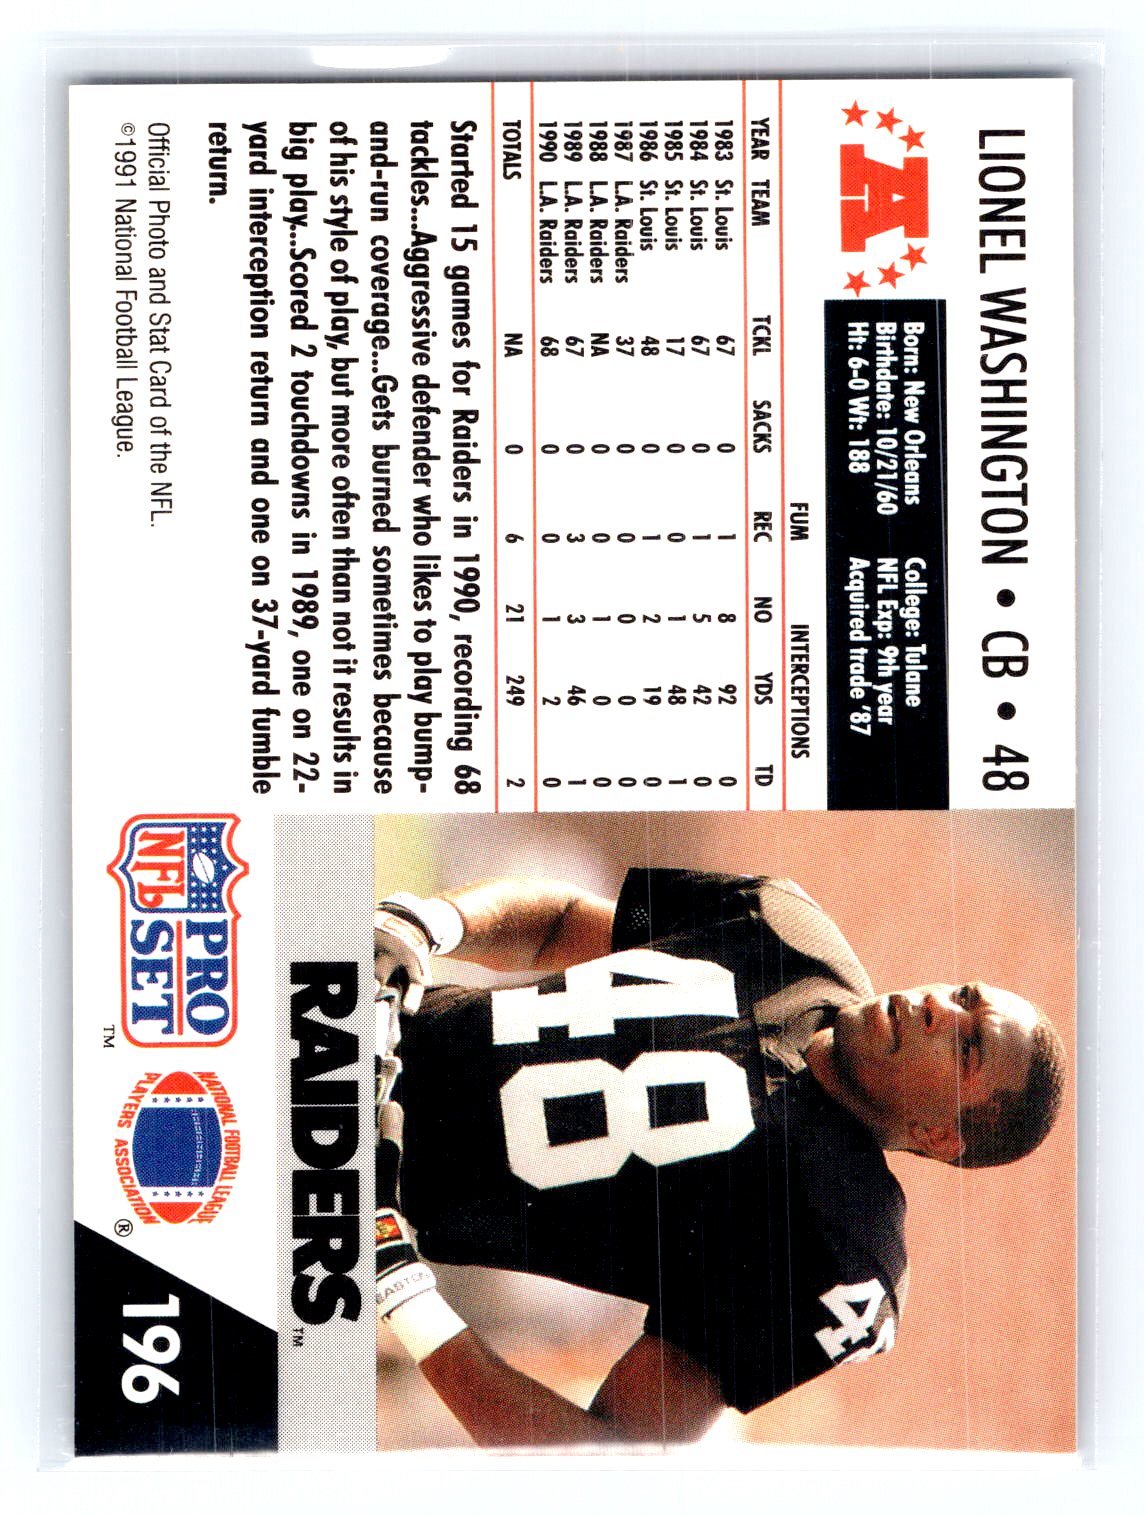 LIONEL WASHINGTON • CB • 48
A
Born: New Orleans College: Tulane
Birthdate: 10/21/60 NFL Exp: 9th year
Ht: 6-0 Wt: 188 Acquired trade '87
FUM INTERCEPTIONS
YEAR TEAM TCKL SACKS REC NO YDS TD
1983 St. Louis 67 0 1 8 92 0
1984 St. Louis 67 0 1 5 42 0
1985 St. Louis 17 0 0 1 48 1
1986 St. Louis 48 0 1 2 19 0
1987 L.A. Raiders 37 0 0 0 0 0
1988 L.A. Raiders NA 0 0 1 0 0
1989 L.A. Raiders 67 0 3 3 46 1
1990 L.A. Raiders 68 0 0 1 2 0
TOTALS NA 0 6 21 249 2
Started 15 games for Raiders in 1990, recording 68
tackles...Aggressive defender who likes to play bump-
and-run coverage...Gets burned sometimes because
of his style of play, but more often than not it results in
big play...Scored 2 touchdowns in 1989, one on 22-
yard interception return and one on 37-yard fumble
return.
Official Photo and Stat Card of the NFL.
©1991 National Football League.
48
48
EASTON
RAIDERS™
PRO
NFL SET™
NATIONAL FOOTBALL LEAGUE
PLAYERS ASSOCIATION ®
196